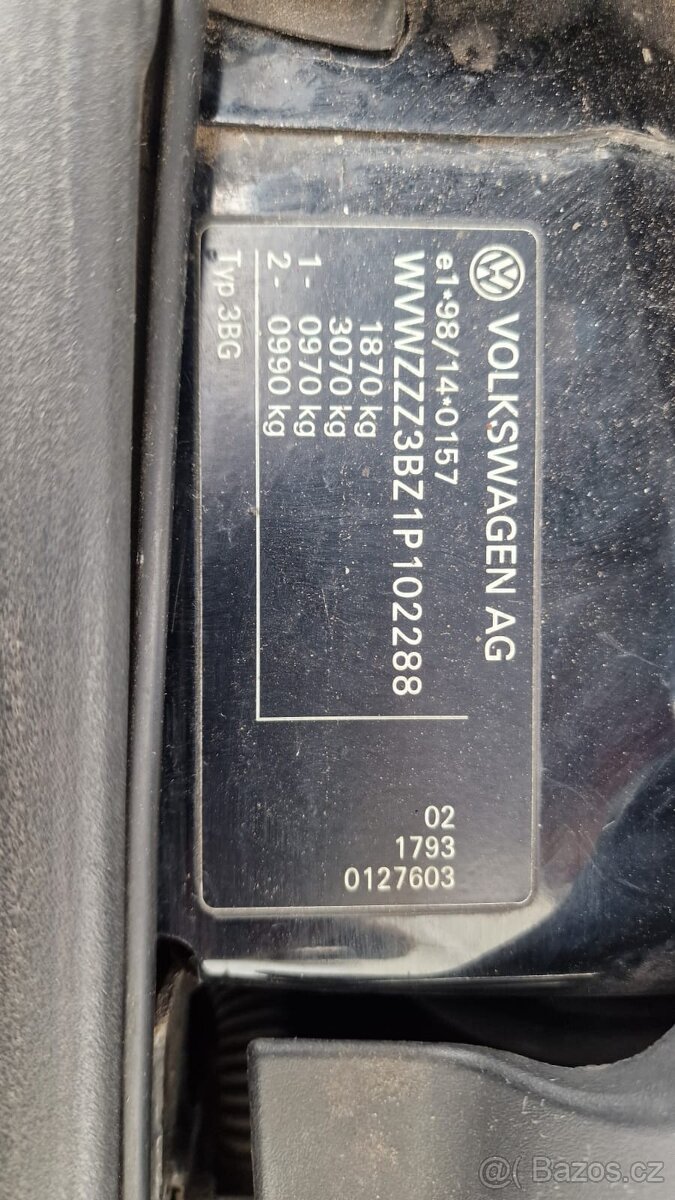 VOLKSWAGEN AG
e1*98/14*0157
WVWZZZ3BZ1P102288
1870 kg
3070 kg
1- 0970 kg
2- 0990 kg
Typ 3BG
02
1793
0127603
@( Bazos.cz